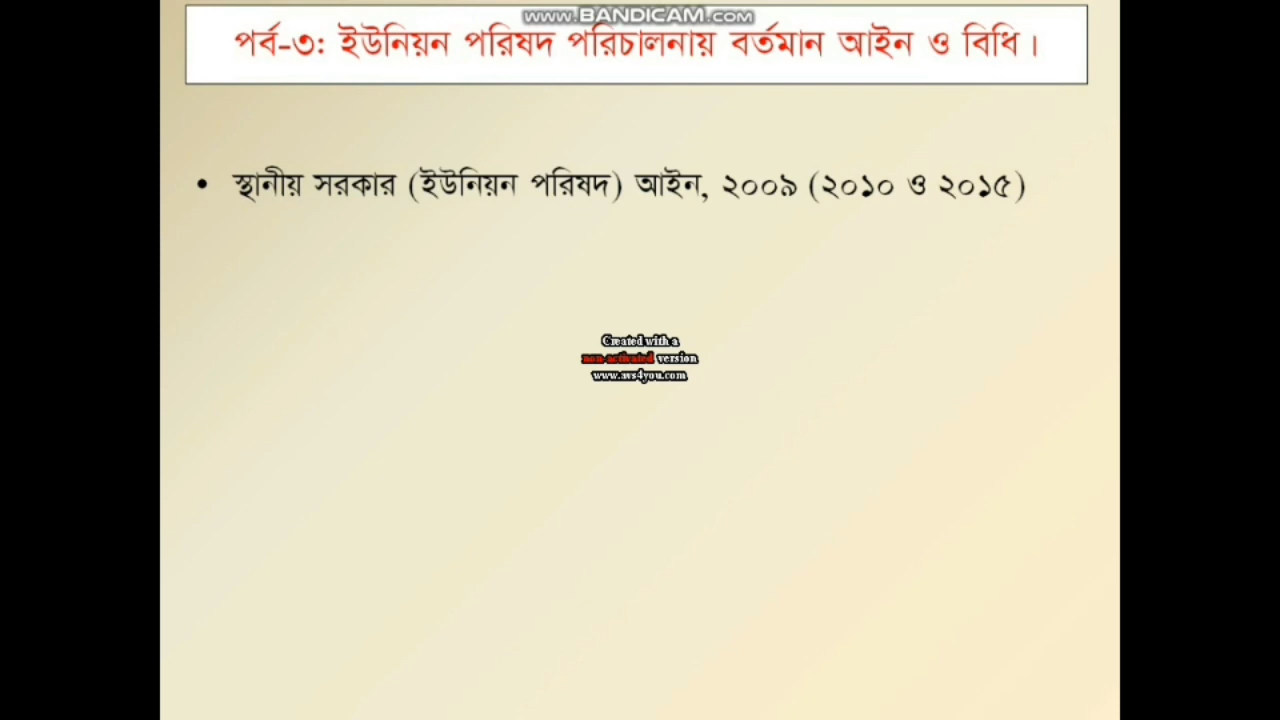 www.BANDICAM.com
পর্ব-৩: ইউনিয়ন পরিষদ পরিচালনায় বর্তমান আইন ও বিধি।
• স্থানীয় সরকার (ইউনিয়ন পরিষদ) আইন, ২০০৯ (২০১০ ও ২০১৫)
Created with a
non-activated version
www.avs4you.com